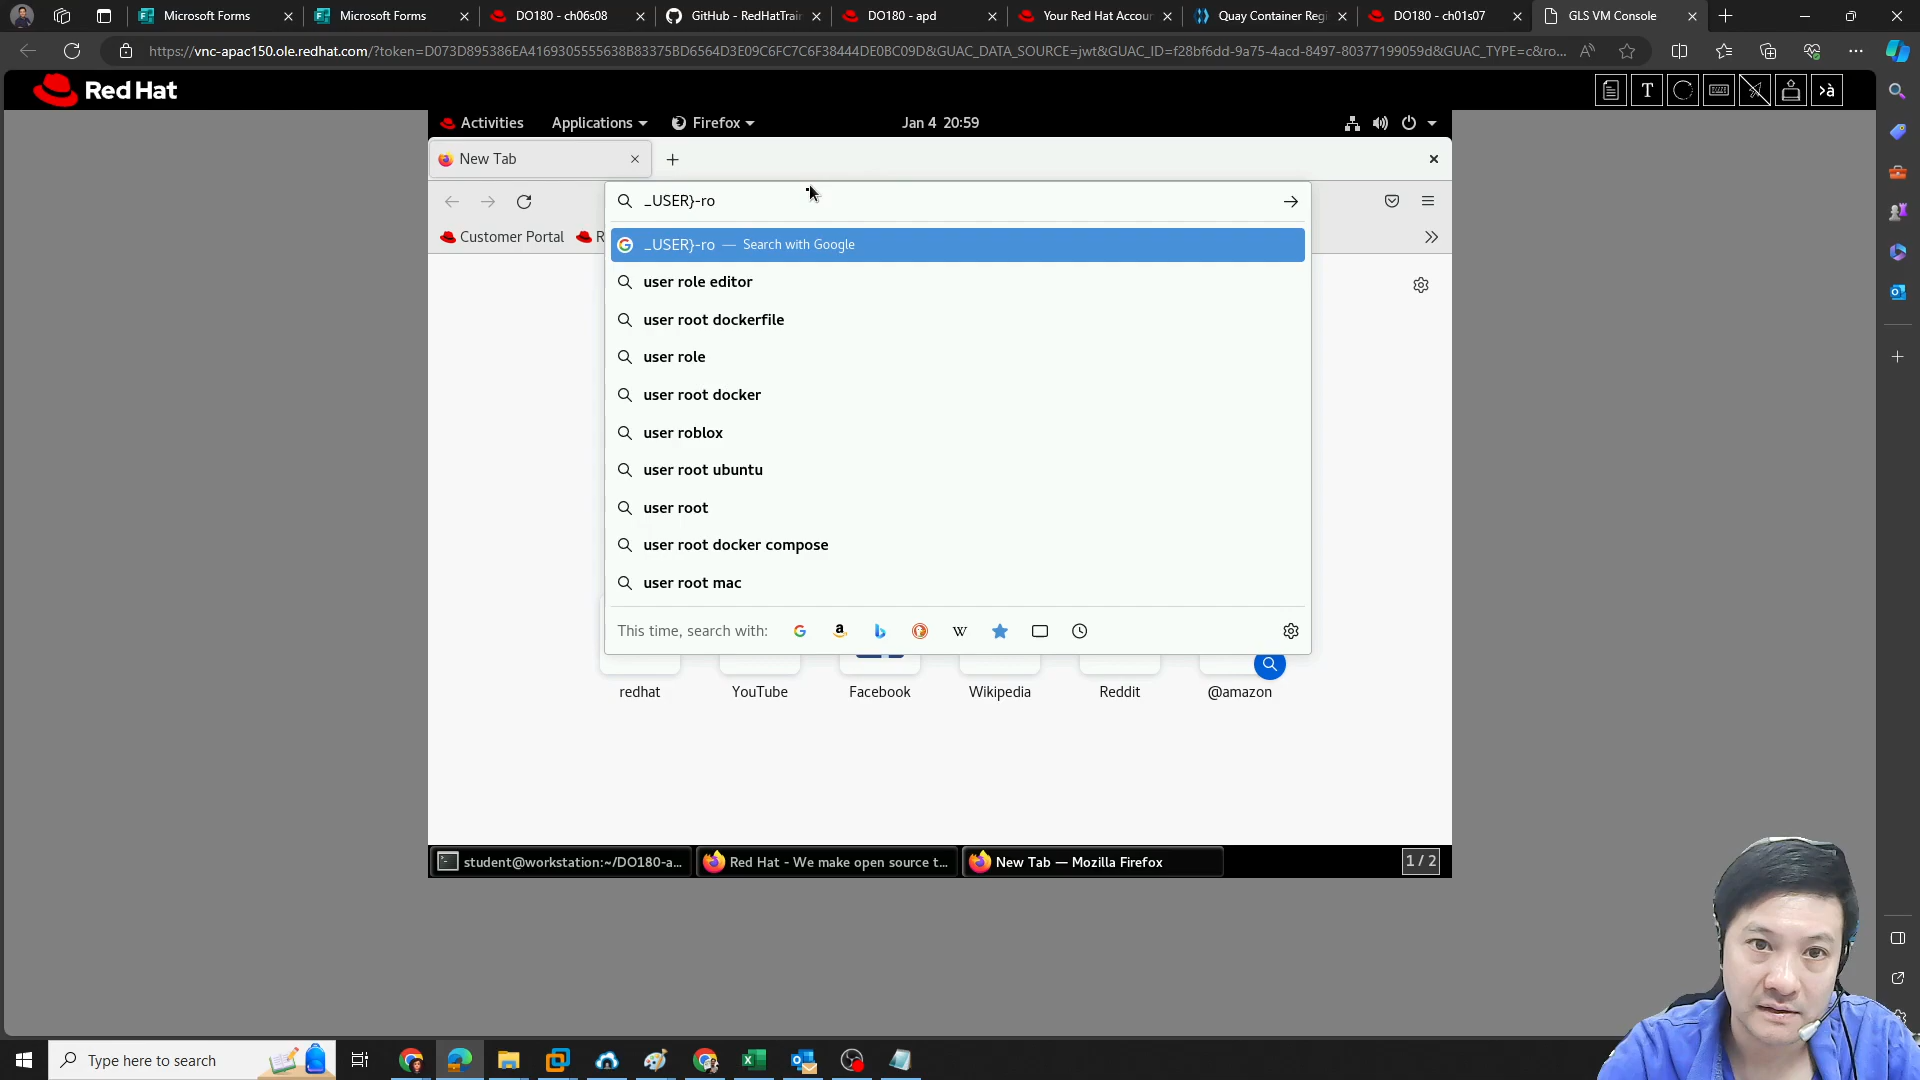 Microsoft Forms
Microsoft Forms
DO180 - ch06s08
GitHub - RedHatTrai
DO180 - apd
Your Red Hat Accoun
Quay Container Regi
DO180 - ch01s07
GLS VM Console
https://vnc-apac150.ole.redhat.com/?token=D073D895386EA4169305555638B83375BD6564D3E09C6FC7C6F38444DE0BC09D&GUAC_DATA_SOURCE=jwt&GUAC_ID=f28bf6dd-9a75-4acd-8497-80377199059d&GUAC_TYPE=c&ro...
Red Hat
T
>à
Activities
Applications
Firefox
Jan 4 20:59
New Tab
_USER}-ro
Customer Portal
R
_USER}-ro — Search with Google
user role editor
user root dockerfile
user role
user root docker
user roblox
user root ubuntu
user root
user root docker compose
user root mac
This time, search with:
redhat
YouTube
Facebook
Wikipedia
Reddit
@amazon
student@workstation:~/DO180-a...
Red Hat - We make open source t...
New Tab — Mozilla Firefox
1 / 2
Type here to search